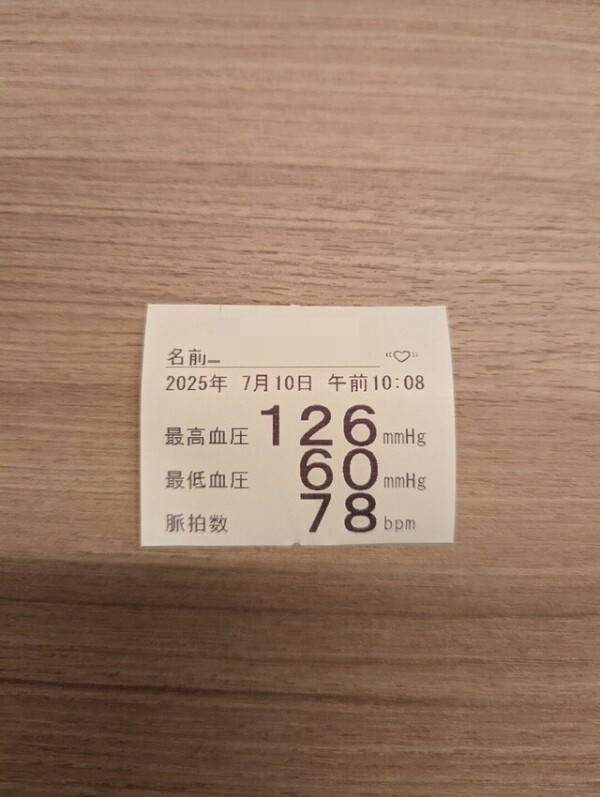 名前
2025年 7月10日 午前10:08
最高血圧 126 mmHg
最低血圧 60 mmHg
脈拍数 78 bpm